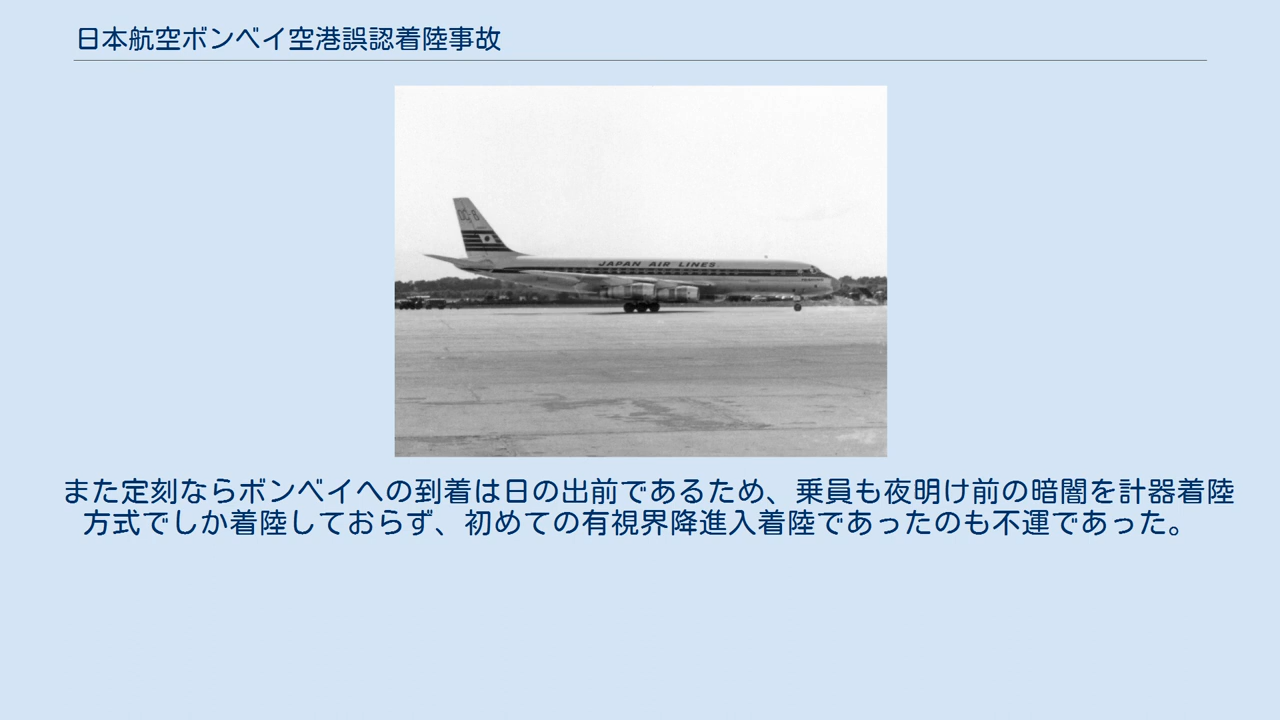 日本航空ボンベイ空港誤認着陸事故
JAPAN AIR LINES
また定刻ならボンベイへの到着は日の出前であるため、乗員も夜明け前の暗闇を計器着陸
方式でしか着陸しておらず、初めての有視界降進入着陸であったのも不運であった。